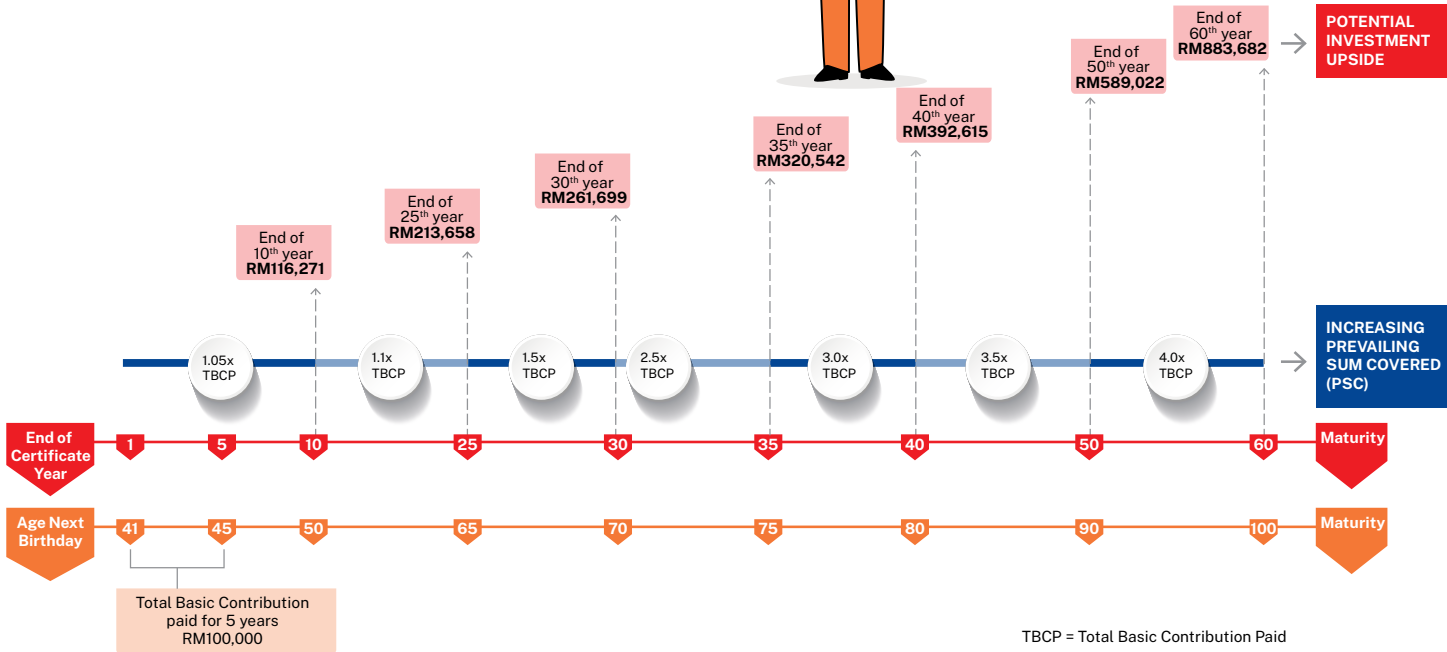 End of
60th year
RM883,682
POTENTIAL
INVESTMENT
UPSIDE
End of
50th year
RM589,022
End of
40th year
RM392,615
End of
35th year
RM320,542
End of
30th year
RM261,699
End of
25th year
RM213,658
End of
10th year
RM116,271
1.05x
TBCP
1.1x
TBCP
1.5x
TBCP
2.5x
TBCP
3.0x
TBCP
3.5x
TBCP
4.0x
TBCP
INCREASING
PREVAILING
SUM COVERED
(PSC)
End of
Certificate
Year
1 5 10 25 30 35 40 50 60 Maturity
Age Next
Birthday
41 45 50 65 70 75 80 90 100 Maturity
Total Basic Contribution
paid for 5 years
RM100,000
TBCP = Total Basic Contribution Paid